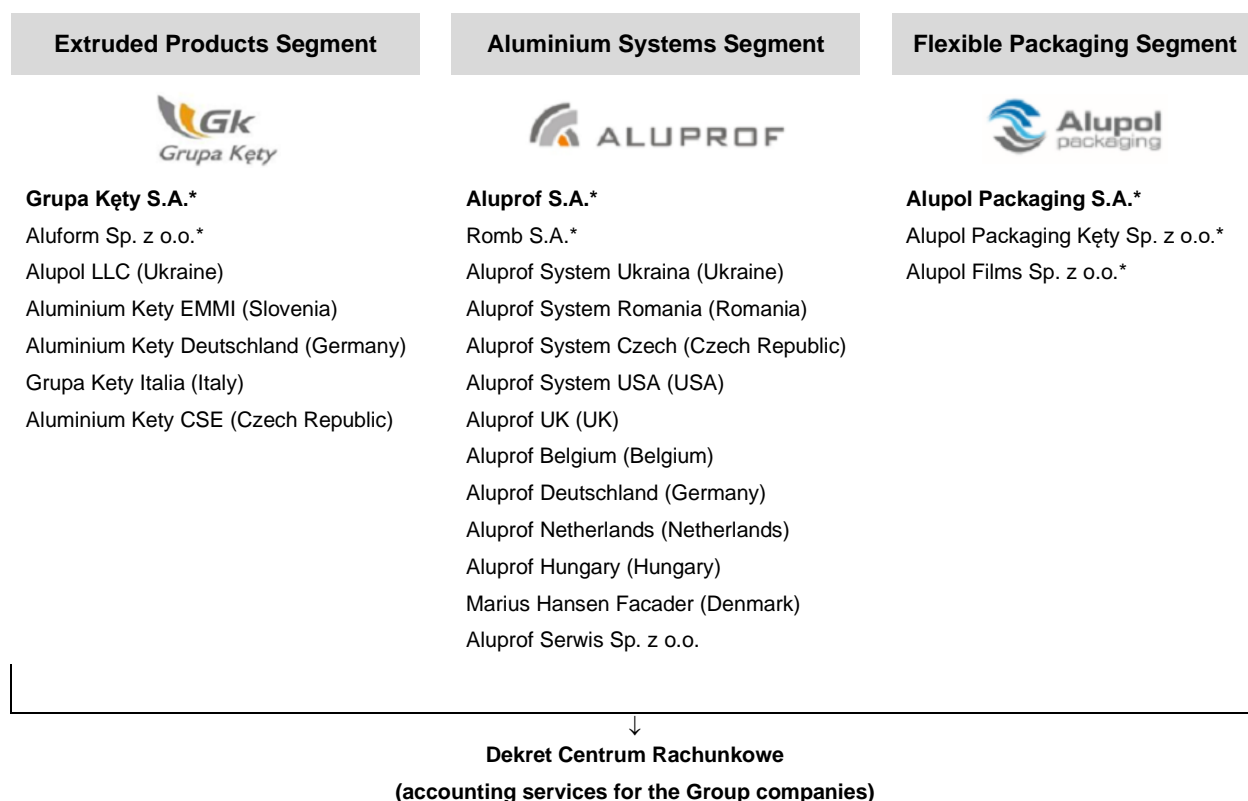 Extruded Products Segment
Aluminium Systems Segment
Flexible Packaging Segment
Gk
Grupa Kęty
ALUPROF
Alupol
packaging
Grupa Kęty S.A.*
Aluform Sp. z o.o.*
Alupol LLC (Ukraine)
Aluminium Kety EMMI (Slovenia)
Aluminium Kety Deutschland (Germany)
Grupa Kety Italia (Italy)
Aluminium Kety CSE (Czech Republic)
Aluprof S.A.*
Romb S.A.*
Aluprof System Ukraina (Ukraine)
Aluprof System Romania (Romania)
Aluprof System Czech (Czech Republic)
Aluprof System USA (USA)
Aluprof UK (UK)
Aluprof Belgium (Belgium)
Aluprof Deutschland (Germany)
Aluprof Netherlands (Netherlands)
Aluprof Hungary (Hungary)
Marius Hansen Facader (Denmark)
Aluprof Serwis Sp. z o.o.
Alupol Packaging S.A.*
Alupol Packaging Kęty Sp. z o.o.*
Alupol Films Sp. z o.o.*
↓
Dekret Centrum Rachunkowe
(accounting services for the Group companies)